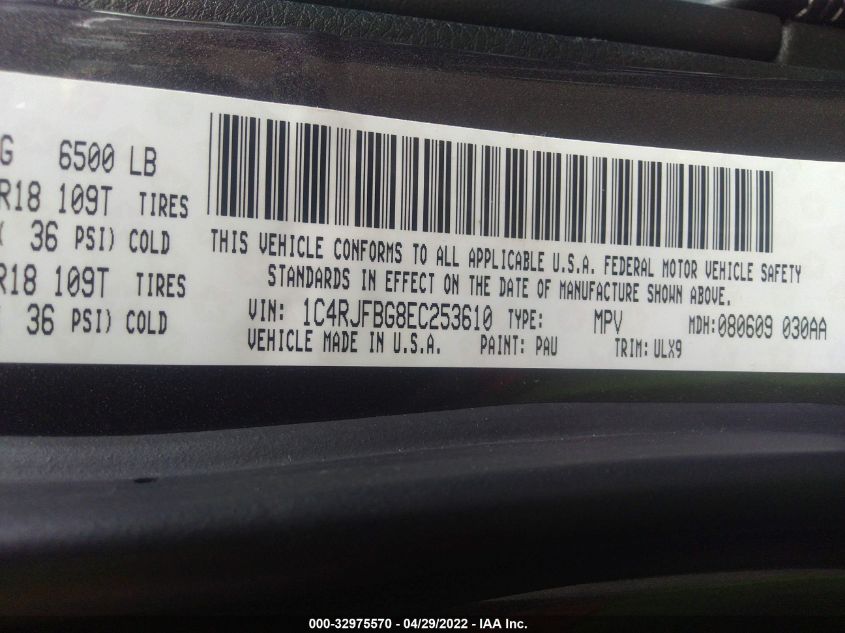 G 6500 LB
R18 109T TIRES
( 36 PSI) COLD
R18 109T TIRES
36 PSI) COLD
THIS VEHICLE CONFORMS TO ALL APPLICABLE U.S.A. FEDERAL MOTOR VEHICLE SAFETY
STANDARDS IN EFFECT ON THE DATE OF MANUFACTURE SHOWN ABOVE.
VIN: 1C4RJFBG8EC253610 TYPE: MPV MDH:080609 030AA
VEHICLE MADE IN U.S.A. PAINT: PAU TRIM: ULX9
000-32975570 - 04/29/2022 - IAA Inc.